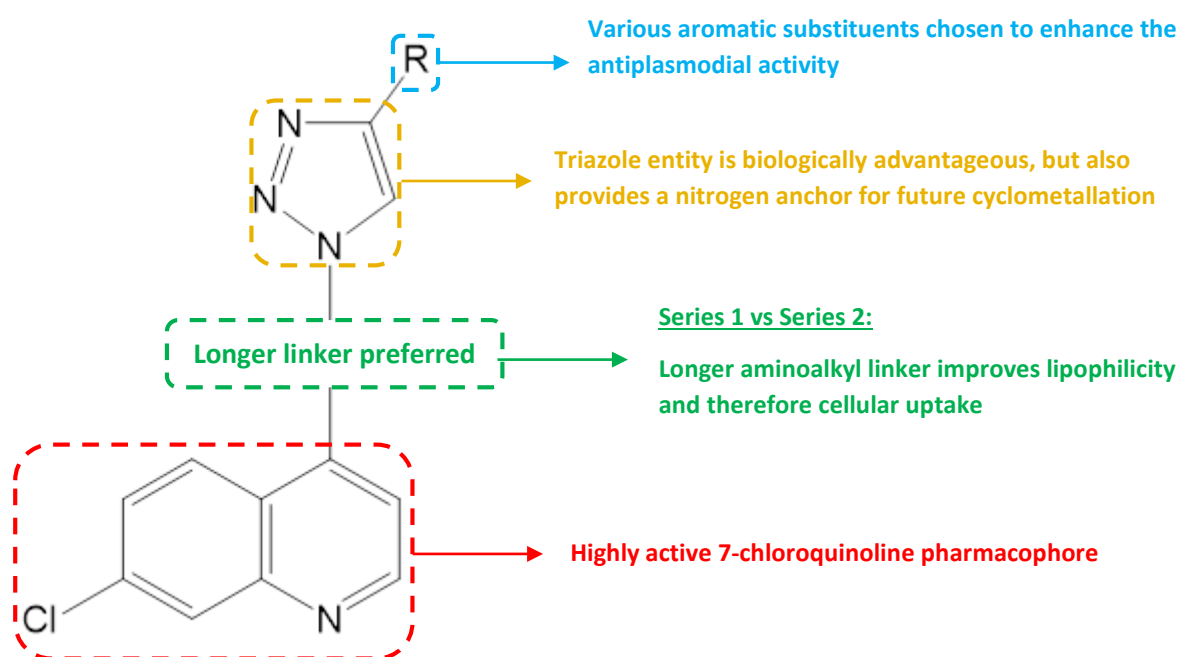 R
Various aromatic substituents chosen to enhance the
antiplasmodial activity
N
N
N
Triazole entity is biologically advantageous, but also
provides a nitrogen anchor for future cyclometallation
Longer linker preferred
Series 1 vs Series 2:
Longer aminoalkyl linker improves lipophilicity
and therefore cellular uptake
Highly active 7-chloroquinoline pharmacophore
Cl
N